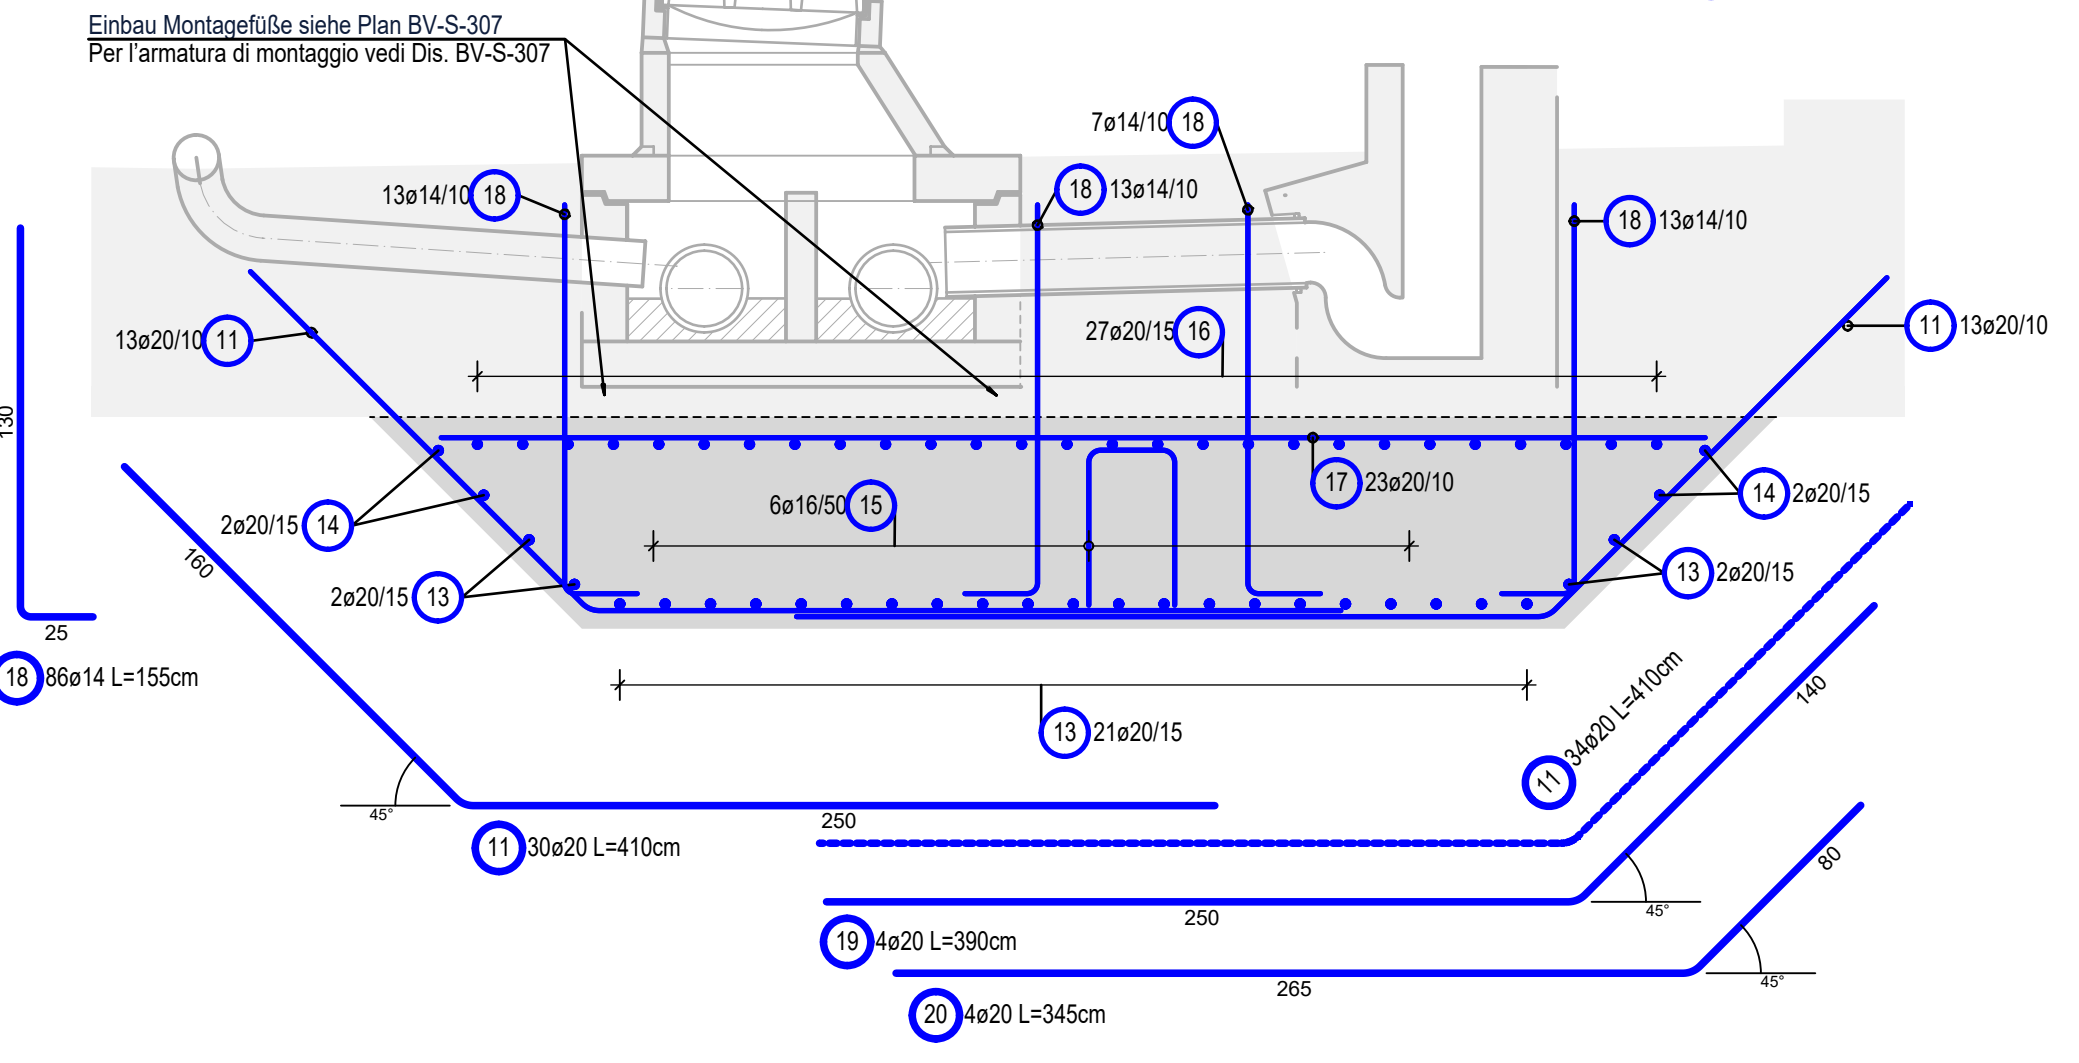 Einbau Montagefüße siehe Plan BV-S-307
Per l'armatura di montaggio vedi Dis. BV-S-307
7ø14/10 18
13ø14/10 18
18 13ø14/10
18 13ø14/10
13ø20/10 11
27ø20/15 16
11 13ø20/10
130
17 23ø20/10
6ø16/50 15
14 2ø20/15
2ø20/15 14
160
2ø20/15 13
13 2ø20/15
25
18 86ø14 L=155cm
140
13 21ø20/15
11 34ø20 L=410cm
45°
250
11 30ø20 L=410cm
80
250
45°
19 4ø20 L=390cm
265
45°
20 4ø20 L=345cm